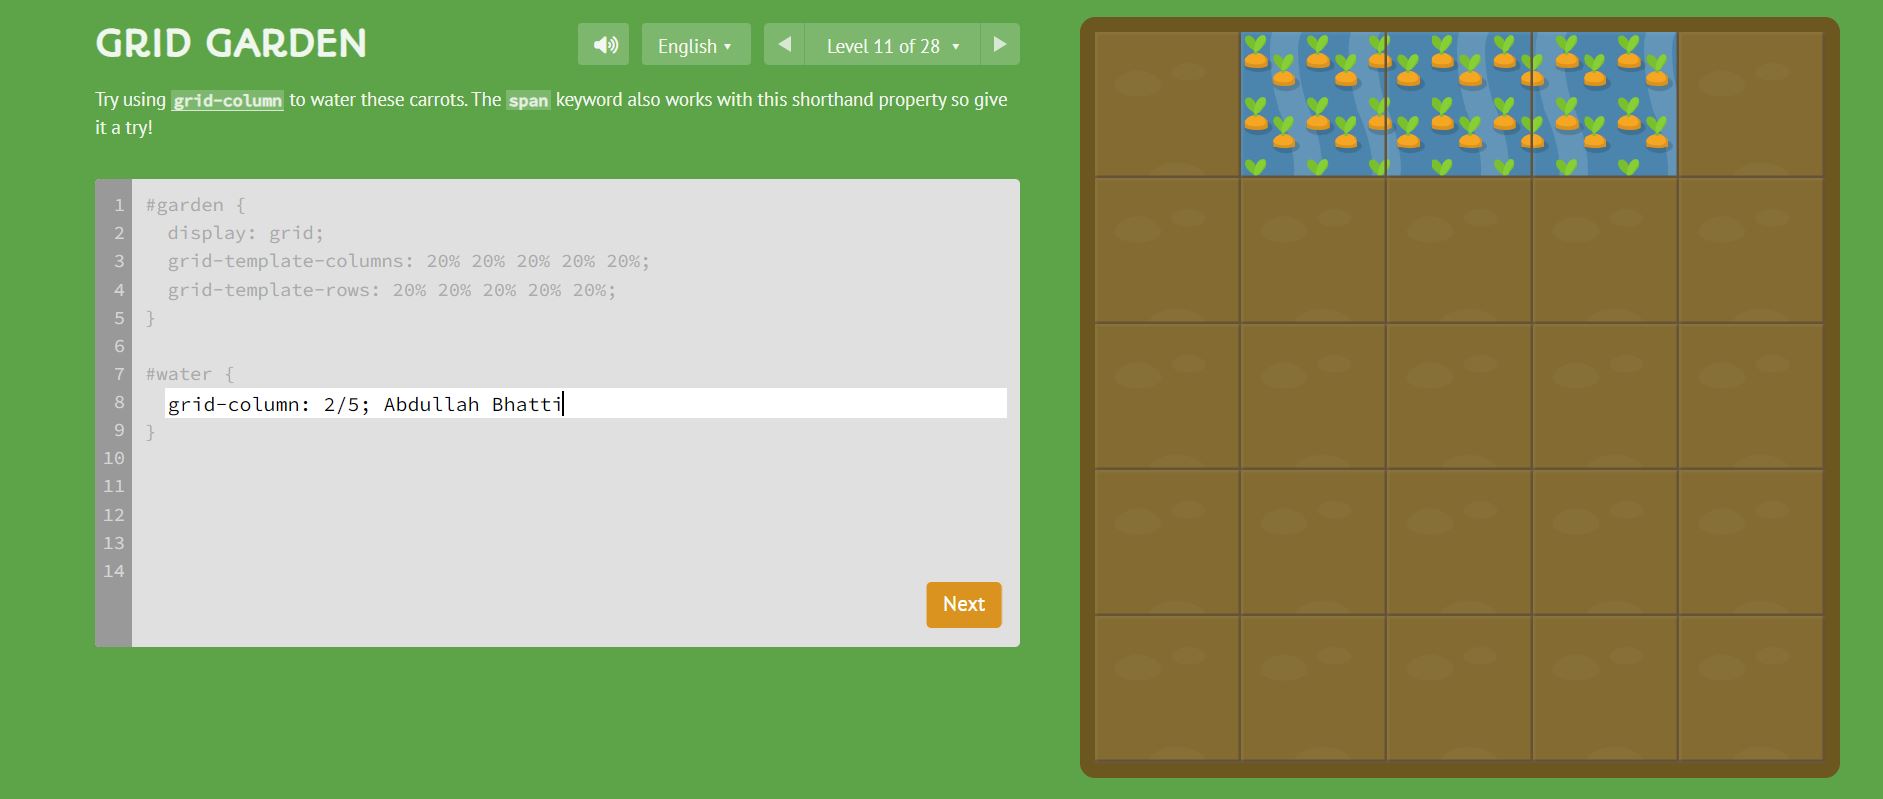 GRID GARDEN
English ▾
◀ Level 11 of 28 ▾ ▶
Try using grid-column to water these carrots. The span keyword also works with this shorthand property so give
it a try!
1 #garden {
2 display: grid;
3 grid-template-columns: 20% 20% 20% 20% 20%;
4 grid-template-rows: 20% 20% 20% 20% 20%;
5 }
6
7 #water {
8 grid-column: 2/5; Abdullah Bhatti
9 }
10
11
12
13
14
Next